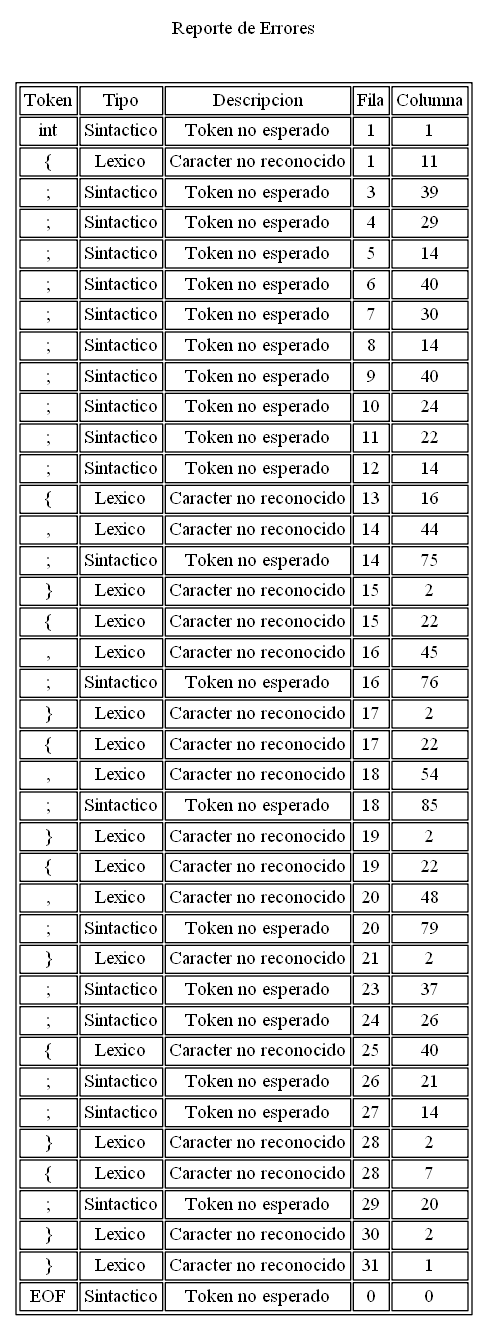 Reporte de Errores
Token Tipo Descripcion Fila Columna
int Sintactico Token no esperado 1 1
{ Lexico Caracter no reconocido 1 11
; Sintactico Token no esperado 3 39
; Sintactico Token no esperado 4 29
; Sintactico Token no esperado 5 14
; Sintactico Token no esperado 6 40
; Sintactico Token no esperado 7 30
; Sintactico Token no esperado 8 14
; Sintactico Token no esperado 9 40
; Sintactico Token no esperado 10 24
; Sintactico Token no esperado 11 22
; Sintactico Token no esperado 12 14
{ Lexico Caracter no reconocido 13 16
, Lexico Caracter no reconocido 14 44
; Sintactico Token no esperado 14 75
} Lexico Caracter no reconocido 15 2
{ Lexico Caracter no reconocido 15 22
, Lexico Caracter no reconocido 16 45
; Sintactico Token no esperado 16 76
} Lexico Caracter no reconocido 17 2
{ Lexico Caracter no reconocido 17 22
, Lexico Caracter no reconocido 18 54
; Sintactico Token no esperado 18 85
} Lexico Caracter no reconocido 19 2
{ Lexico Caracter no reconocido 19 22
, Lexico Caracter no reconocido 20 48
; Sintactico Token no esperado 20 79
} Lexico Caracter no reconocido 21 2
; Sintactico Token no esperado 23 37
; Sintactico Token no esperado 24 26
{ Lexico Caracter no reconocido 25 40
; Sintactico Token no esperado 26 21
; Sintactico Token no esperado 27 14
} Lexico Caracter no reconocido 28 2
{ Lexico Caracter no reconocido 28 7
; Sintactico Token no esperado 29 20
} Lexico Caracter no reconocido 30 2
} Lexico Caracter no reconocido 31 1
EOF Sintactico Token no esperado 0 0